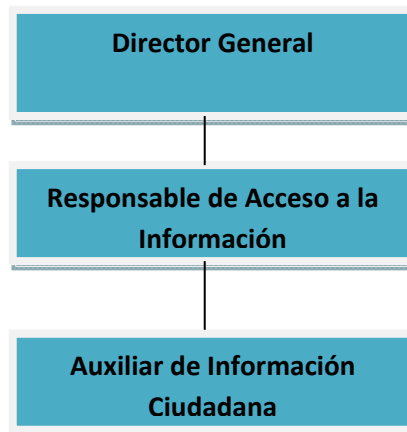 Director General
Responsable de Acceso a la
Información
Auxiliar de Información
Ciudadana